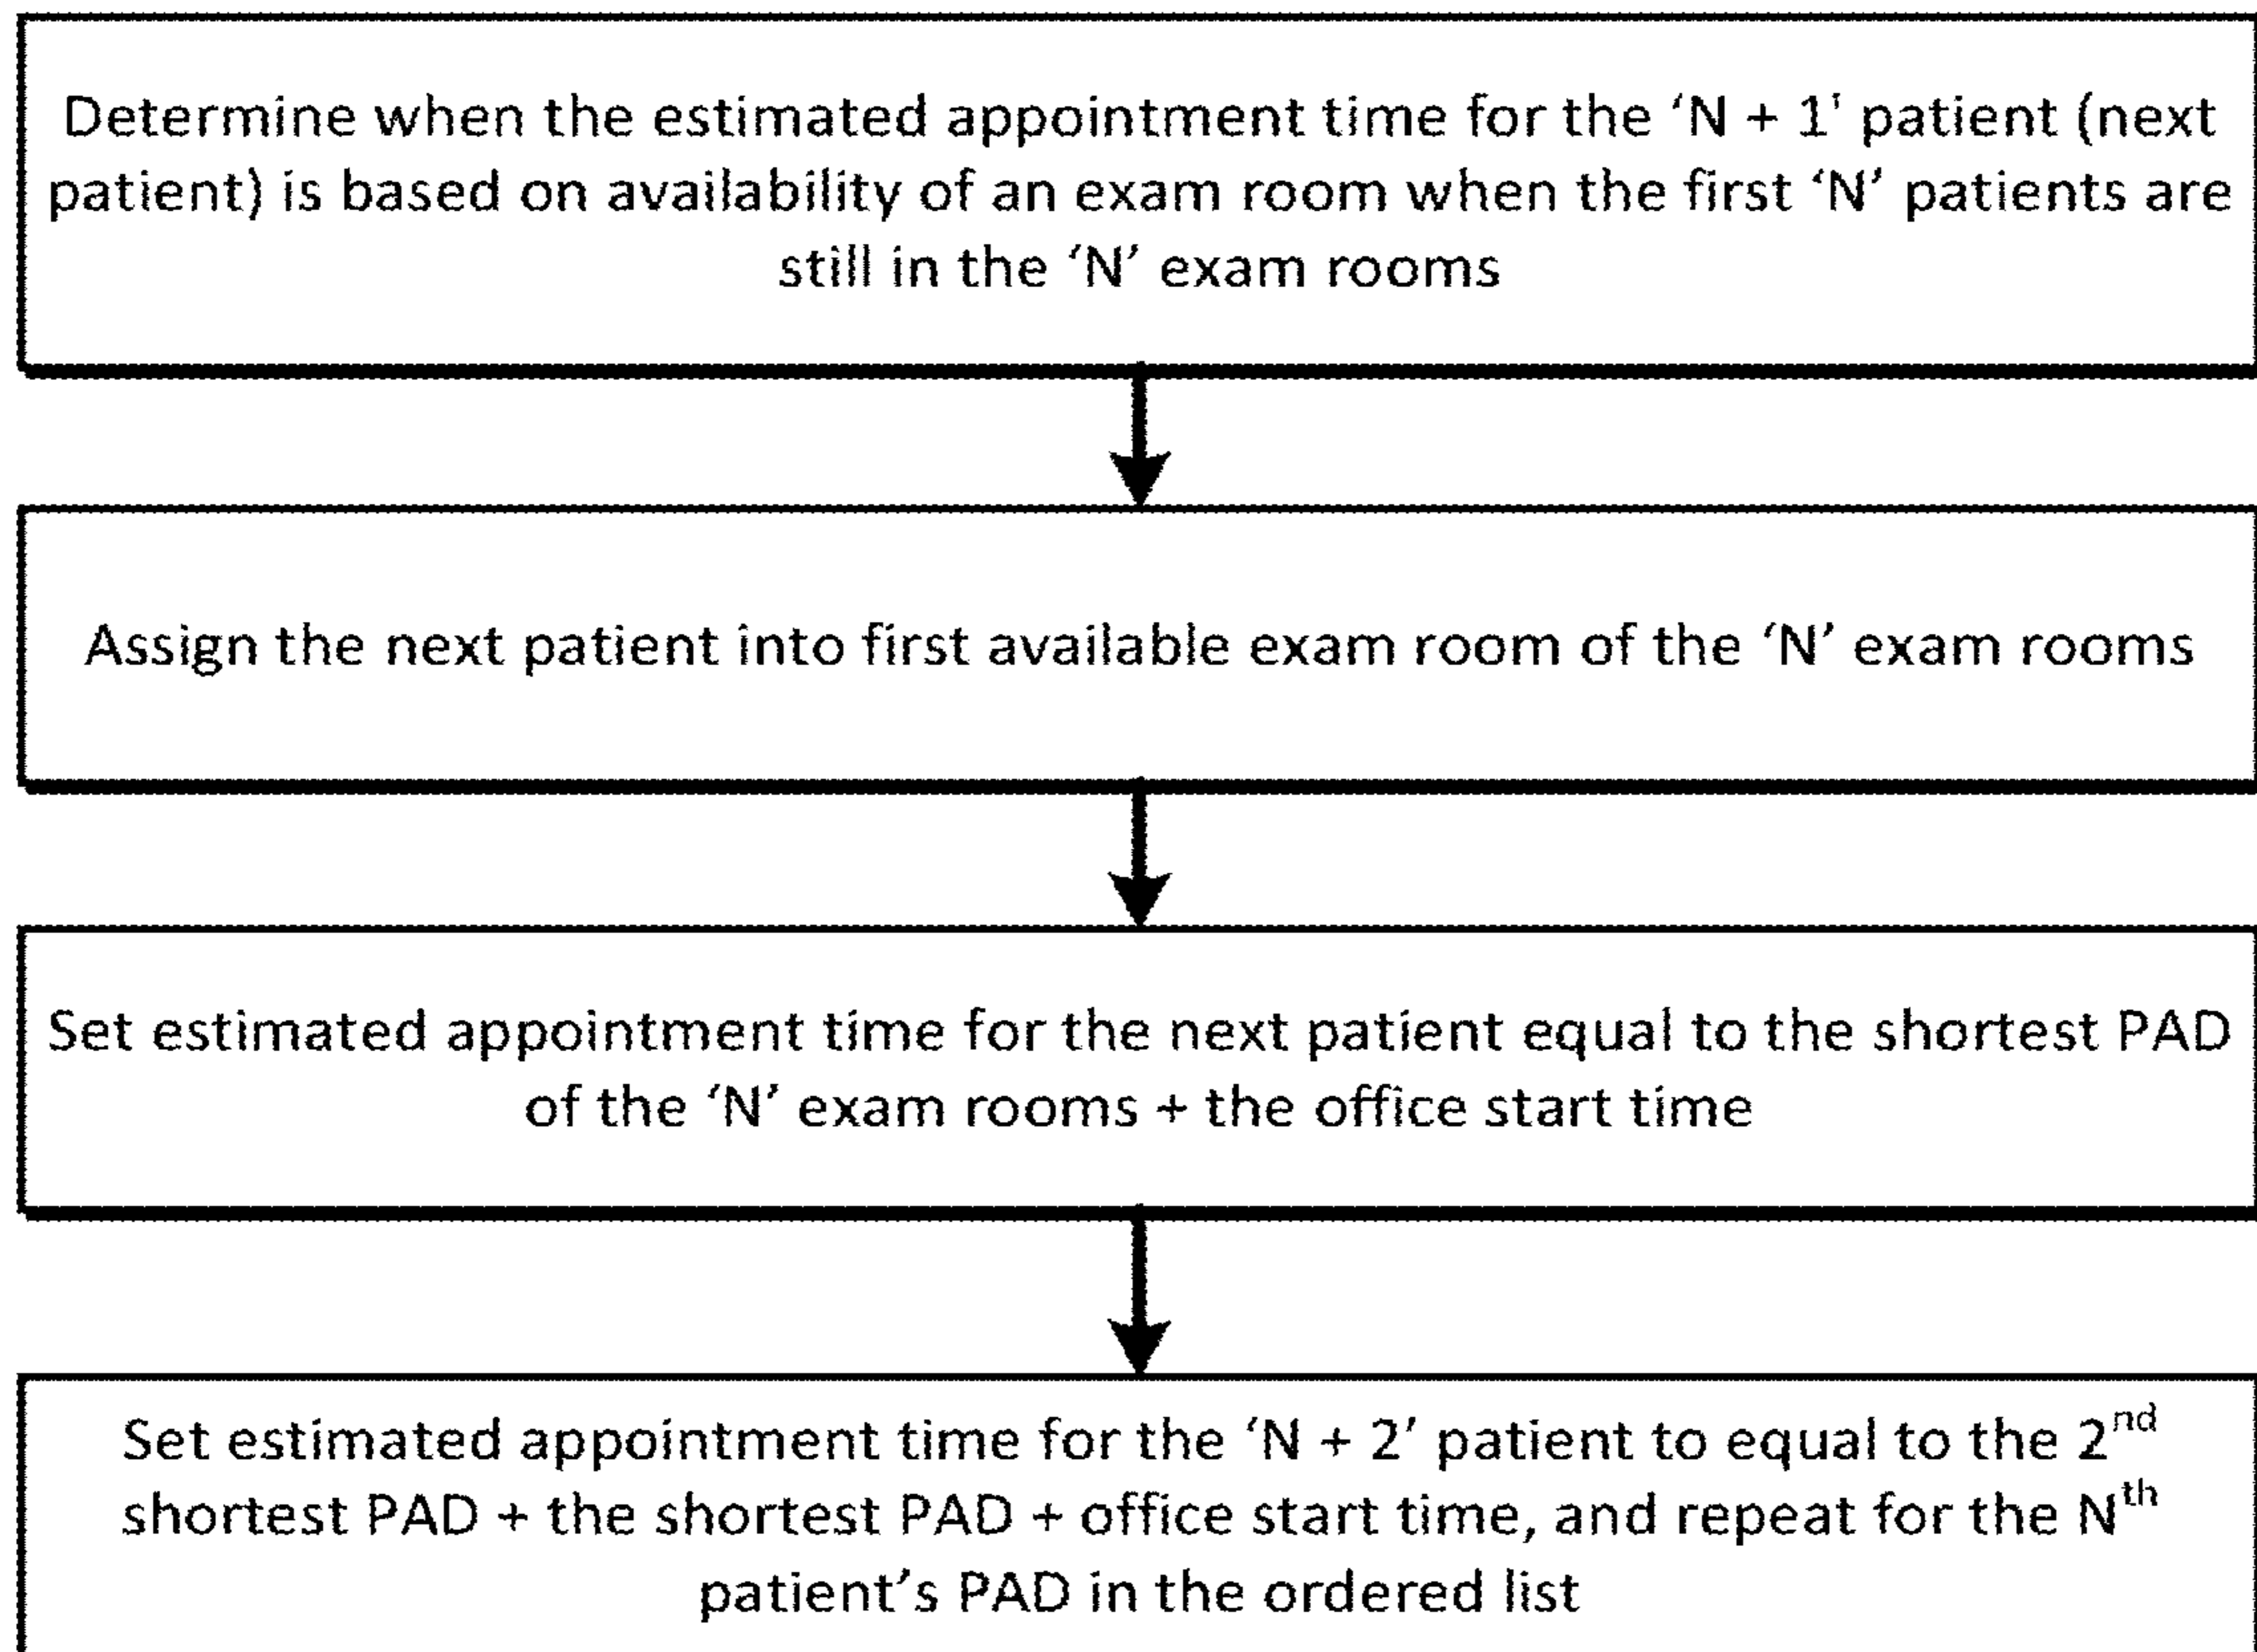 Determine when the estimated appointment time for the ‘N + 1’ patient (next
patient) is based on availability of an exam room when the first ‘N’ patients are
still in the ‘N’ exam rooms
Assign the next patient into first available exam room of the ‘N’ exam rooms
Set estimated appointment time for the next patient equal to the shortest PAD
of the ‘N’ exam rooms + the office start time
Set estimated appointment time for the ‘N + 2’ patient to equal to the 2nd
shortest PAD + the shortest PAD + office start time, and repeat for the Nth
patient’s PAD in the ordered list